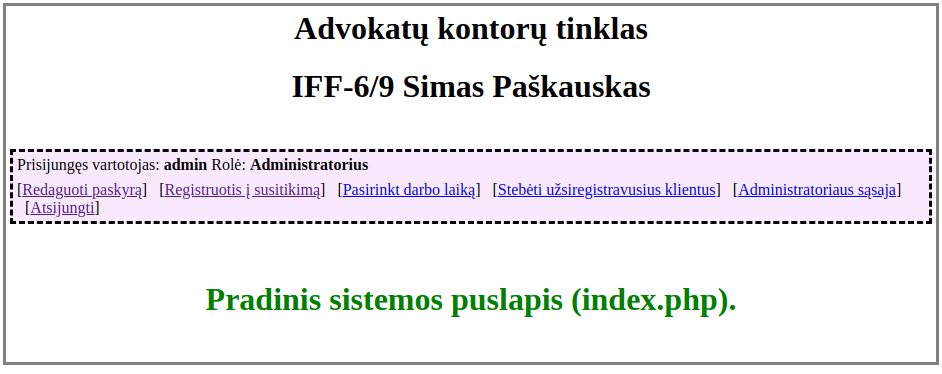 Advokatų kontorų tinklas
IFF-6/9 Simas Paškauskas
Prisijungęs vartotojas: admin Rolė: Administratorius
[Redaguoti paskyrą] [Registruotis į susitikimą] [Pasirinkt darbo laiką] [Stebėti užsiregistravusius klientus] [Administratoriaus sąsaja]
[Atsijungti]
Pradinis sistemos puslapis (index.php).